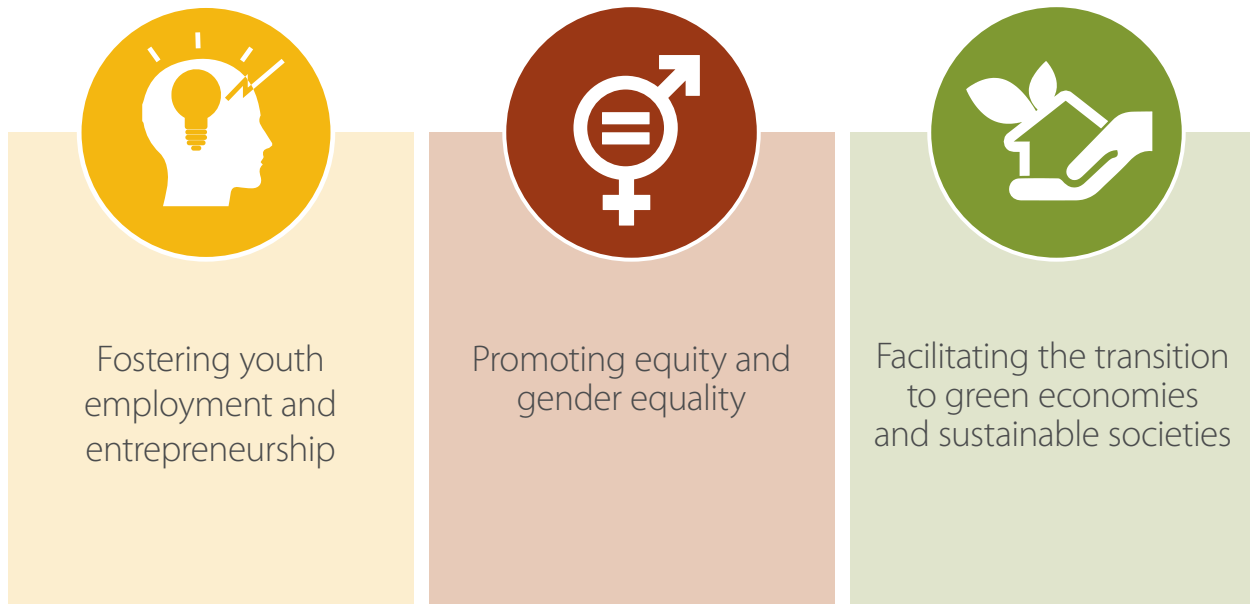 Fostering youth
employment and
entrepreneurship
Promoting equity and
gender equality
Facilitating the transition
to green economies
and sustainable societies